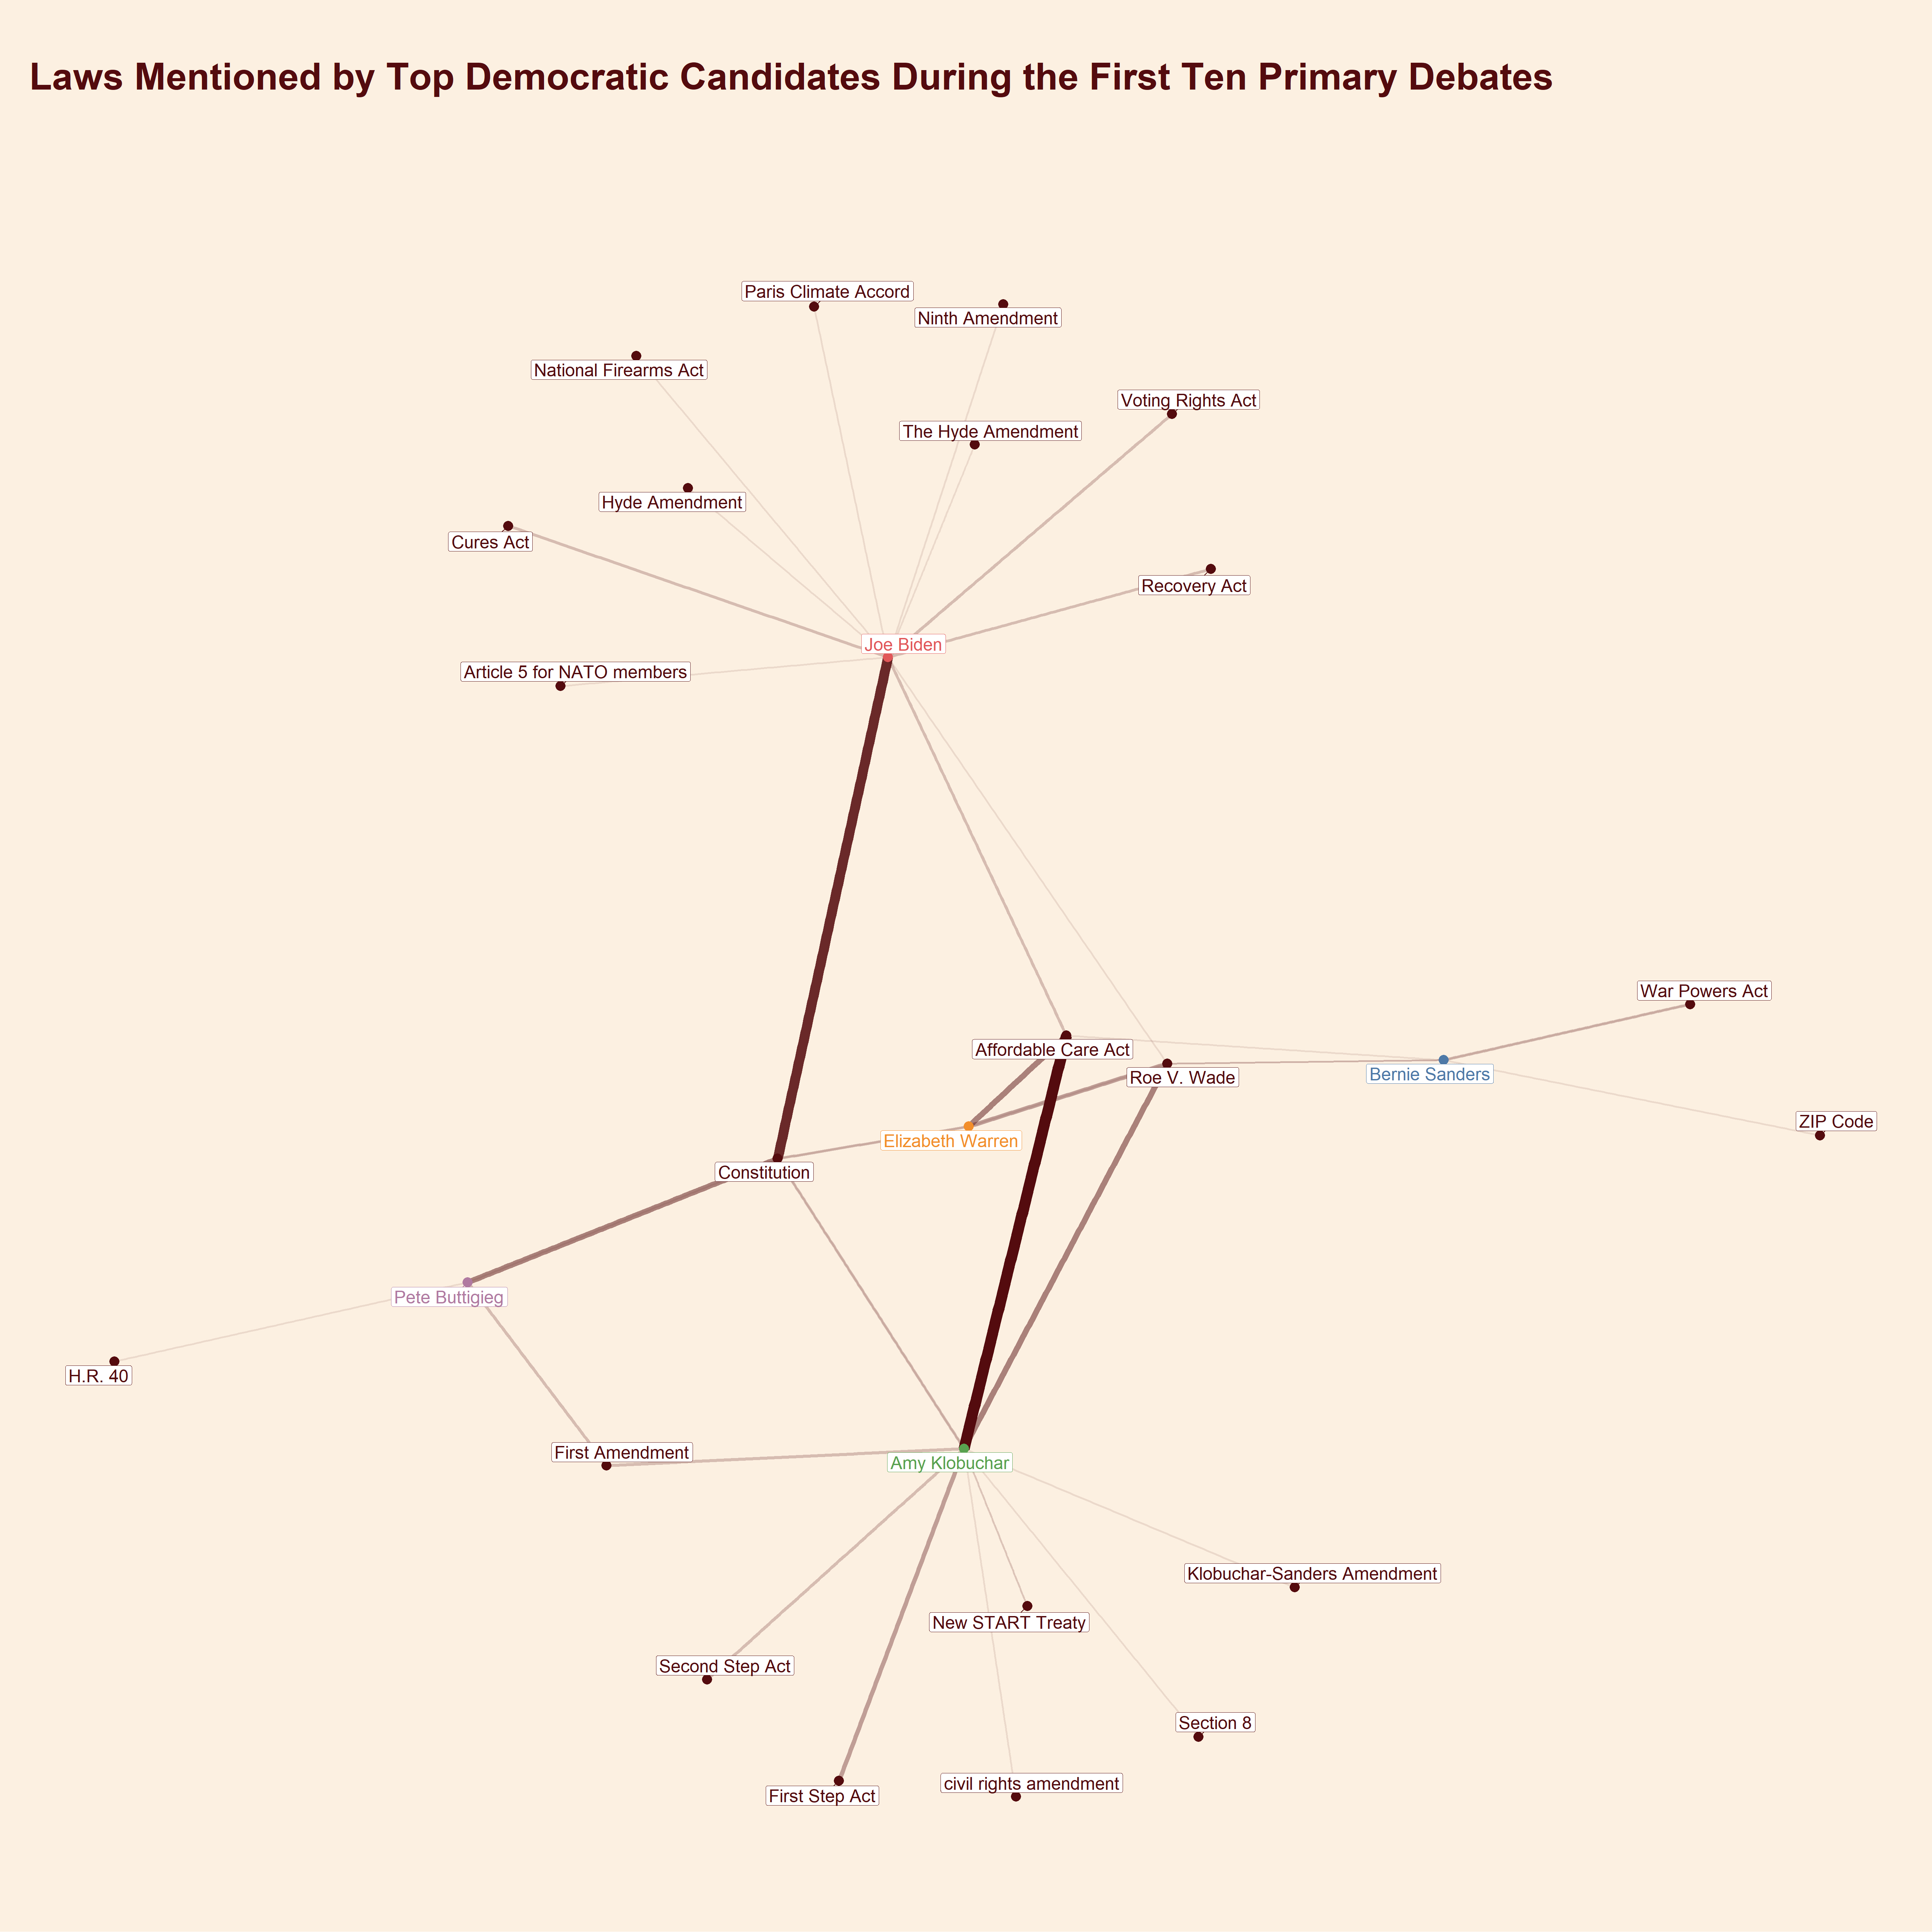 Laws Mentioned by Top Democratic Candidates During the First Ten Primary Debates
Paris Climate Accord
Ninth Amendment
National Firearms Act
Voting Rights Act
The Hyde Amendment
Hyde Amendment
Cures Act
Recovery Act
Joe Biden
Article 5 for NATO members
War Powers Act
Affordable Care Act
Roe V. Wade
Bernie Sanders
ZIP Code
Elizabeth Warren
Constitution
Pete Buttigieg
H.R. 40
First Amendment
Amy Klobuchar
Klobuchar-Sanders Amendment
New START Treaty
Second Step Act
Section 8
civil rights amendment
First Step Act